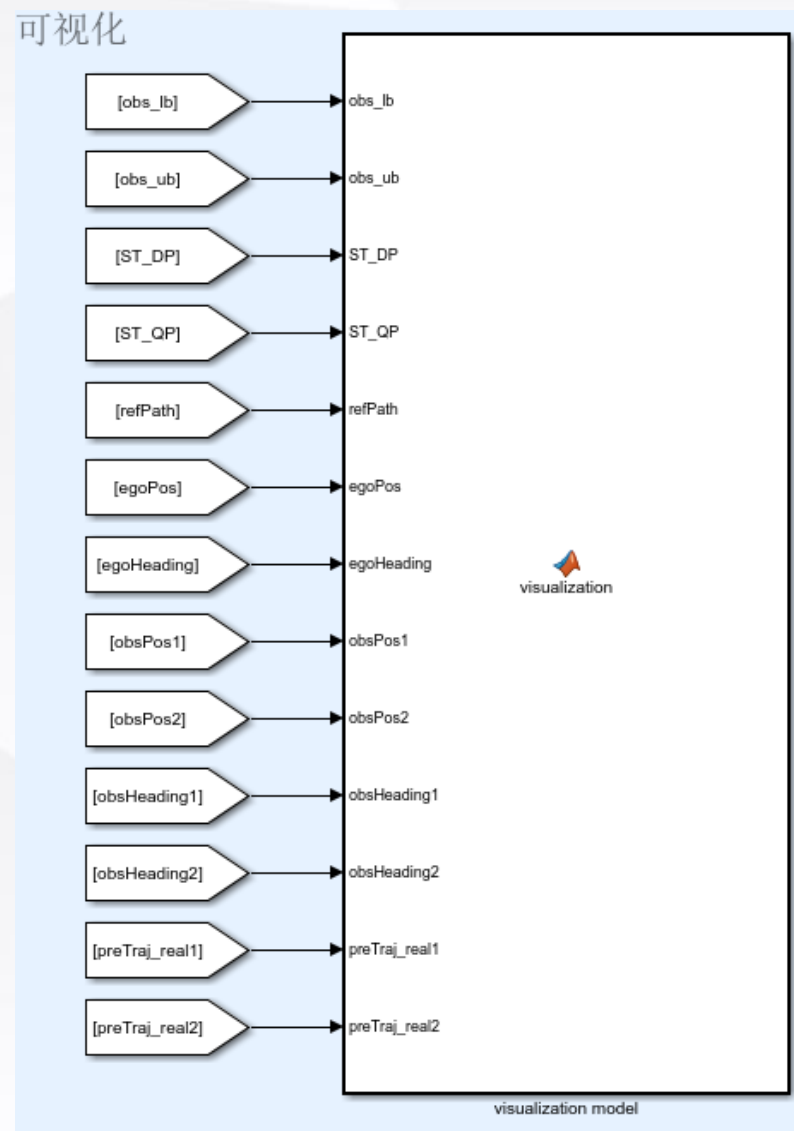 可视化
[obs_lb]
obs_lb
[obs_ub]
obs_ub
[ST_DP]
ST_DP
[ST_QP]
ST_QP
[refPath]
refPath
[egoPos]
egoPos
[egoHeading]
egoHeading
visualization
[obsPos1]
obsPos1
[obsPos2]
obsPos2
[obsHeading1]
obsHeading1
[obsHeading2]
obsHeading2
[preTraj_real1]
preTraj_real1
[preTraj_real2]
preTraj_real2
visualization model